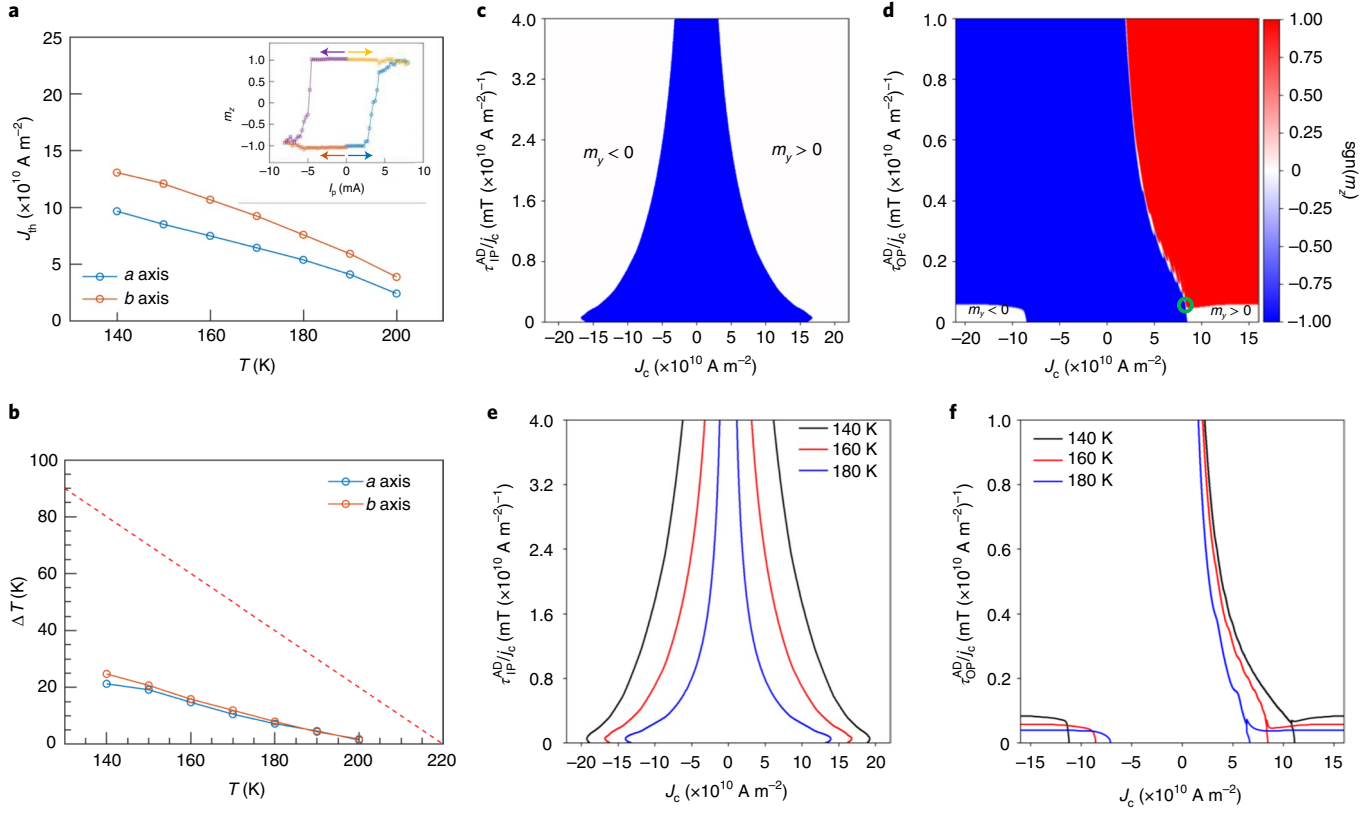 a
25
20
15
10
5
0
J_th (×10^10 A m^−2)
140
160
180
200
T (K)
a axis
b axis
1.0
0.5
0
−0.5
−1.0
m_z
−10
−5
0
5
10
I_p (mA)
c
4.0
3.2
2.4
1.6
0.8
0
τ_IP^AD/j_c (mT (×10^10 A m^−2)^−1)
m_y < 0
m_y > 0
−20
−15
−10
−5
0
5
10
15
20
J_c (×10^10 A m^−2)
d
1.0
0.8
0.6
0.4
0.2
0
τ_OP^AD/j_c (mT (×10^10 A m^−2)^−1)
m_y < 0
m_y > 0
−20
−15
−10
−5
0
5
10
15
J_c (×10^10 A m^−2)
1.00
0.75
0.50
0.25
0
−0.25
−0.50
−0.75
−1.00
sgn(m_z)
b
100
80
60
40
20
0
Δ T (K)
a axis
b axis
140
160
180
200
220
T (K)
e
4.0
3.2
2.4
1.6
0.8
0
τ_IP^AD/j_c (mT (×10^10 A m^−2)^−1)
140 K
160 K
180 K
−20
−15
−10
−5
0
5
10
15
20
J_c (×10^10 A m^−2)
f
1.0
0.8
0.6
0.4
0.2
0
τ_OP^AD/j_c (mT (×10^10 A m^−2)^−1)
140 K
160 K
180 K
−15
−10
−5
0
5
10
15
J_c (×10^10 A m^−2)